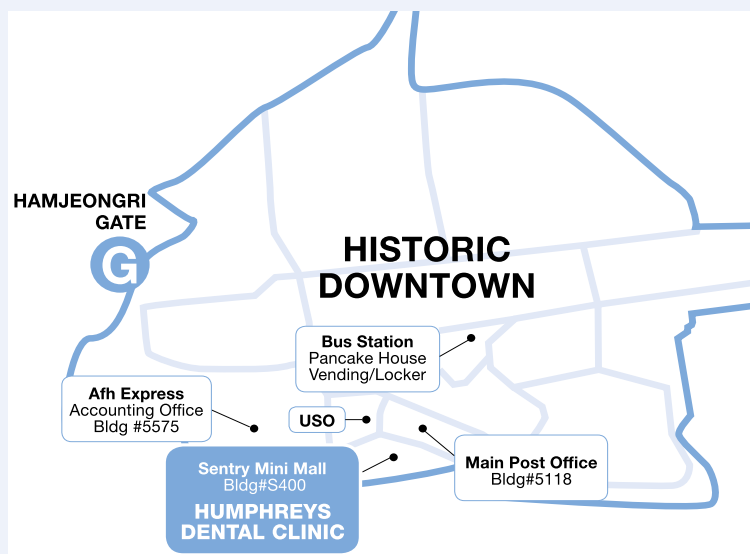 HAMJEONGRI
GATE
G
HISTORIC
DOWNTOWN
Bus Station
Pancake House
Vending/Locker
Afh Express
Accounting Office
Bldg #5575
USO
Sentry Mini Mall
Bldg#S400
HUMPHREYS
DENTAL CLINIC
Main Post Office
Bldg#5118